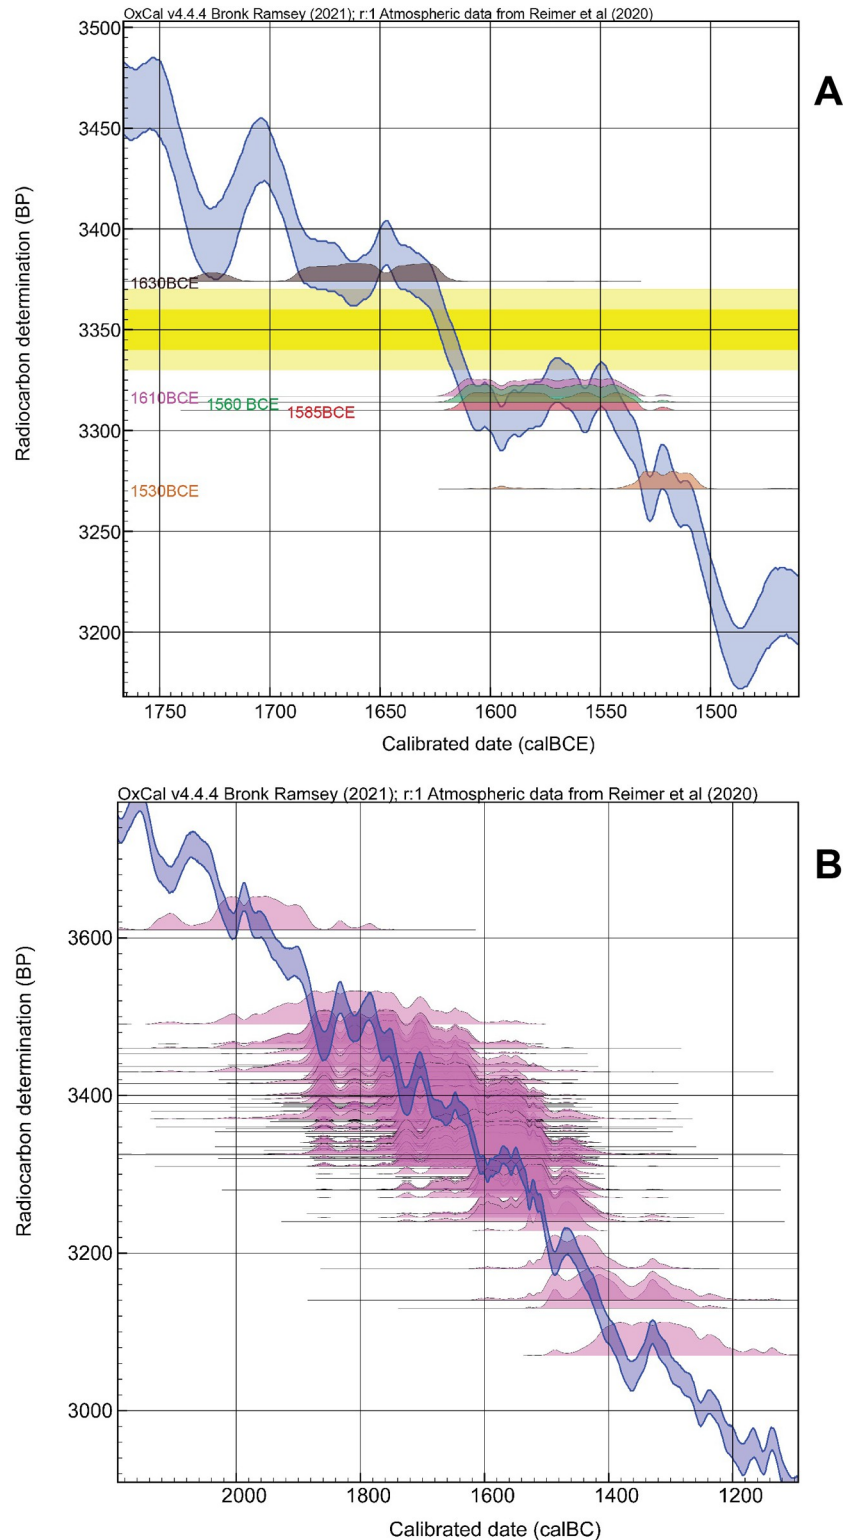 OxCal v4.4.4 Bronk Ramsey (2021); r:1 Atmospheric data from Reimer et al (2020)
A
3500
3450
3400
3350
3300
3250
3200
Radiocarbon determination (BP)
1630BCE
1610BCE
1560 BCE
1585BCE
1530BCE
1750 1700 1650 1600 1550 1500
Calibrated date (calBCE)
OxCal v4.4.4 Bronk Ramsey (2021); r:1 Atmospheric data from Reimer et al (2020)
B
3600
3400
3200
3000
Radiocarbon determination (BP)
2000 1800 1600 1400 1200
Calibrated date (calBC)